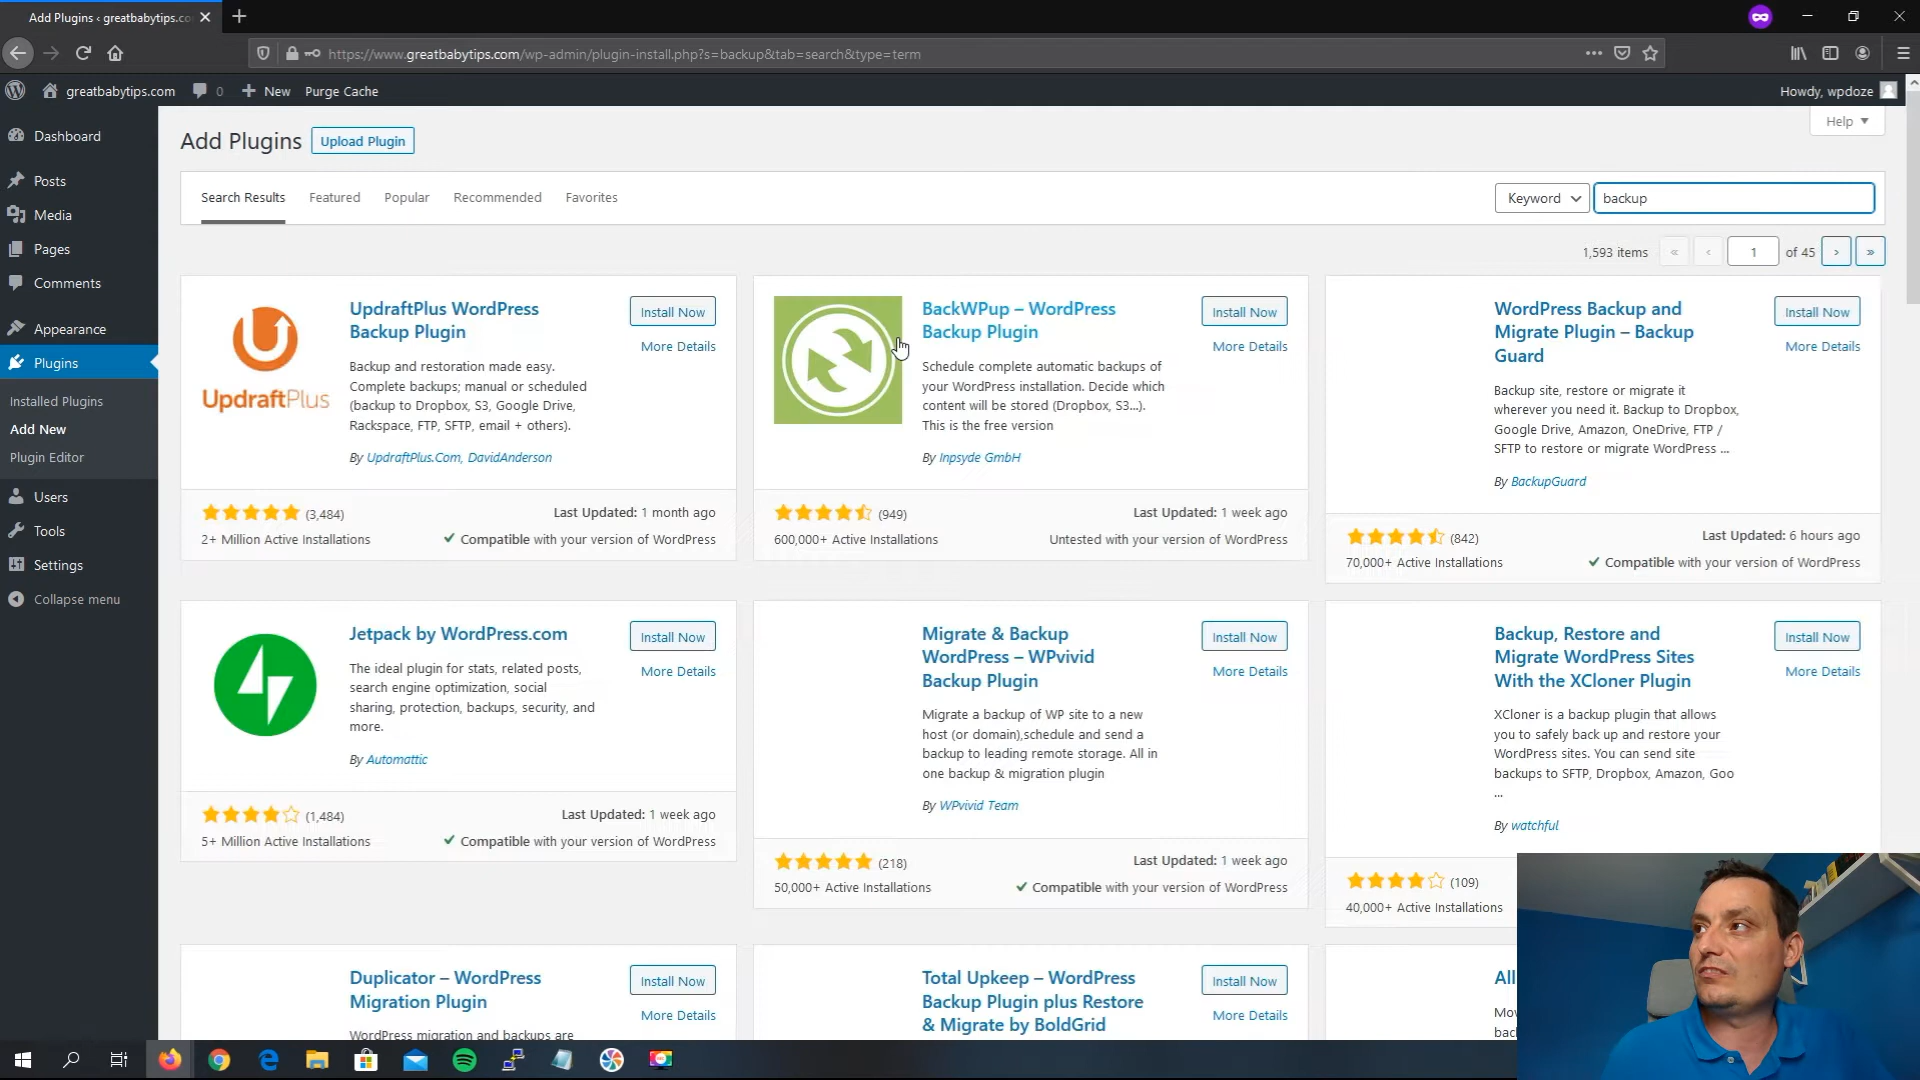 Add Plugins ‹ greatbabytips.co
https://www.greatbabytips.com/wp-admin/plugin-install.php?s=backup&tab=search&type=term
greatbabytips.com 0 New Purge Cache
Howdy, wpdoze
Help
Dashboard
Posts
Media
Pages
Comments
Appearance
Plugins
Installed Plugins
Add New
Plugin Editor
Users
Tools
Settings
Collapse menu
Add Plugins Upload Plugin
Search Results Featured Popular Recommended Favorites
Keyword backup
1,593 items « ‹ 1 of 45 › »
UpdraftPlus
UpdraftPlus WordPress
Backup Plugin
Install Now
More Details
Backup and restoration made easy.
Complete backups; manual or scheduled
(backup to Dropbox, S3, Google Drive,
Rackspace, FTP, SFTP, email + others).
By UpdraftPlus.Com, DavidAnderson
(3,484)
Last Updated: 1 month ago
2+ Million Active Installations
Compatible with your version of WordPress
BackWPup – WordPress
Backup Plugin
Install Now
More Details
Schedule complete automatic backups of
your WordPress installation. Decide which
content will be stored (Dropbox, S3...).
This is the free version
By Inpsyde GmbH
(949)
Last Updated: 1 week ago
600,000+ Active Installations
Untested with your version of WordPress
WordPress Backup and
Migrate Plugin – Backup
Guard
Install Now
More Details
Backup site, restore or migrate it
wherever you need it. Backup to Dropbox,
Google Drive, Amazon, OneDrive, FTP /
SFTP to restore or migrate WordPress ...
By BackupGuard
(842)
Last Updated: 6 hours ago
70,000+ Active Installations
Compatible with your version of WordPress
Jetpack by WordPress.com
Install Now
More Details
The ideal plugin for stats, related posts,
search engine optimization, social
sharing, protection, backups, security, and
more.
By Automattic
(1,484)
Last Updated: 1 week ago
5+ Million Active Installations
Compatible with your version of WordPress
Migrate & Backup
WordPress – WPvivid
Backup Plugin
Install Now
More Details
Migrate a backup of WP site to a new
host (or domain),schedule and send a
backup to leading remote storage. All in
one backup & migration plugin
By WPvivid Team
(218)
Last Updated: 1 week ago
50,000+ Active Installations
Compatible with your version of WordPress
Backup, Restore and
Migrate WordPress Sites
With the XCloner Plugin
Install Now
More Details
XCloner is a backup plugin that allows
you to safely back up and restore your
WordPress sites. You can send site
backups to SFTP, Dropbox, Amazon, Goo
...
By watchful
(109)
40,000+ Active Installations
Duplicator – WordPress
Migration Plugin
Install Now
More Details
WordPress migration and backups are
Total Upkeep – WordPress
Backup Plugin plus Restore
& Migrate by BoldGrid
Install Now
More Details
All